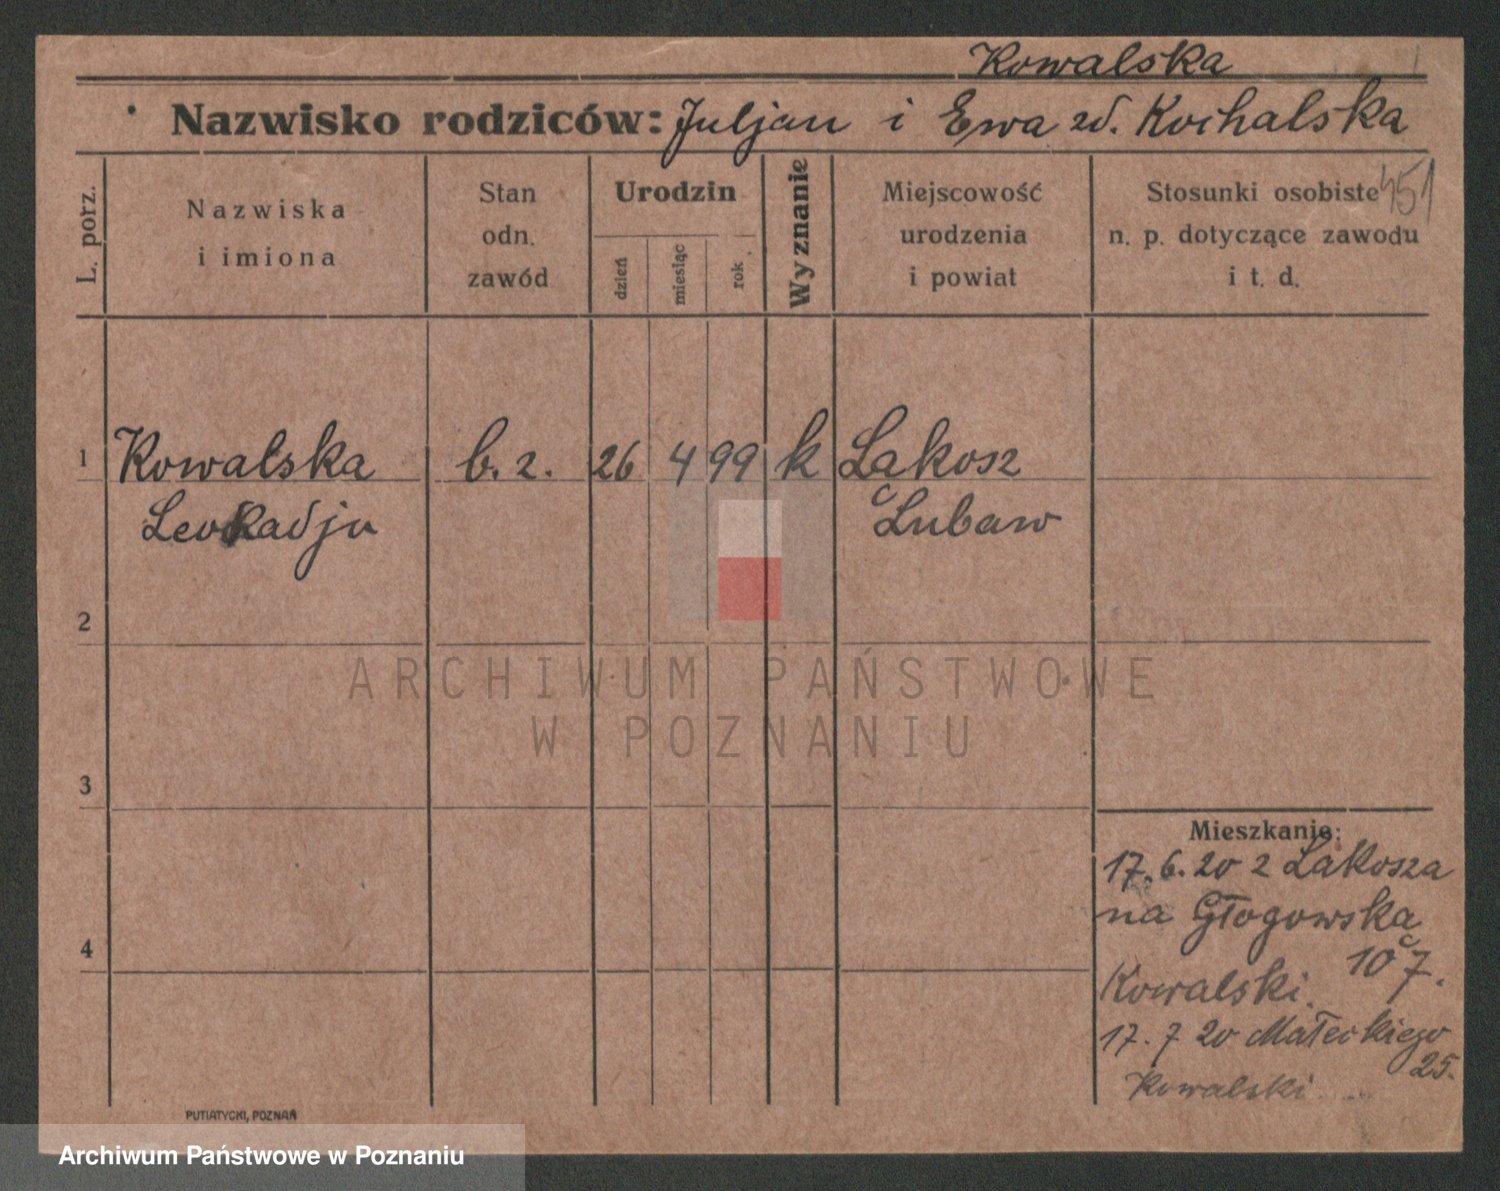 Kowalska
Nazwisko rodziców: Juljan i Ewa zd. Kochalska
451
L. porz.
Nazwiska
i imiona
Stan
odn.
zawód
Urodzin
dzień
miesiąc
rok
Wyznanie
Miejscowość
urodzenia
i powiat
Stosunki osobiste
n. p. dotyczące zawodu
i t. d.
1 Kowalska b. z. 26 4 99 k Lakosz
Leokadja Lubaw
2
ARCHIWUM PAŃSTWOWE
W POZNANIU
3
Mieszkanie:
17.6.20 z Lakosza
na Głogowska
107.
4
Kowalski.
17.7 20 Małeckiego
25.
Kowalski
PUTIATYCKI, POZNAŃ
Archiwum Państwowe w Poznaniu